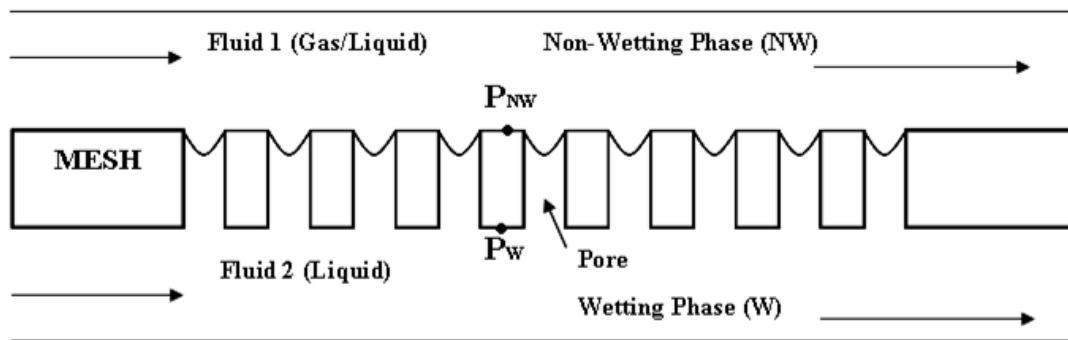 Fluid 1 (Gas/Liquid) Non-Wetting Phase (NW)
PNW
MESH
PW
Pore
Fluid 2 (Liquid)
Wetting Phase (W)